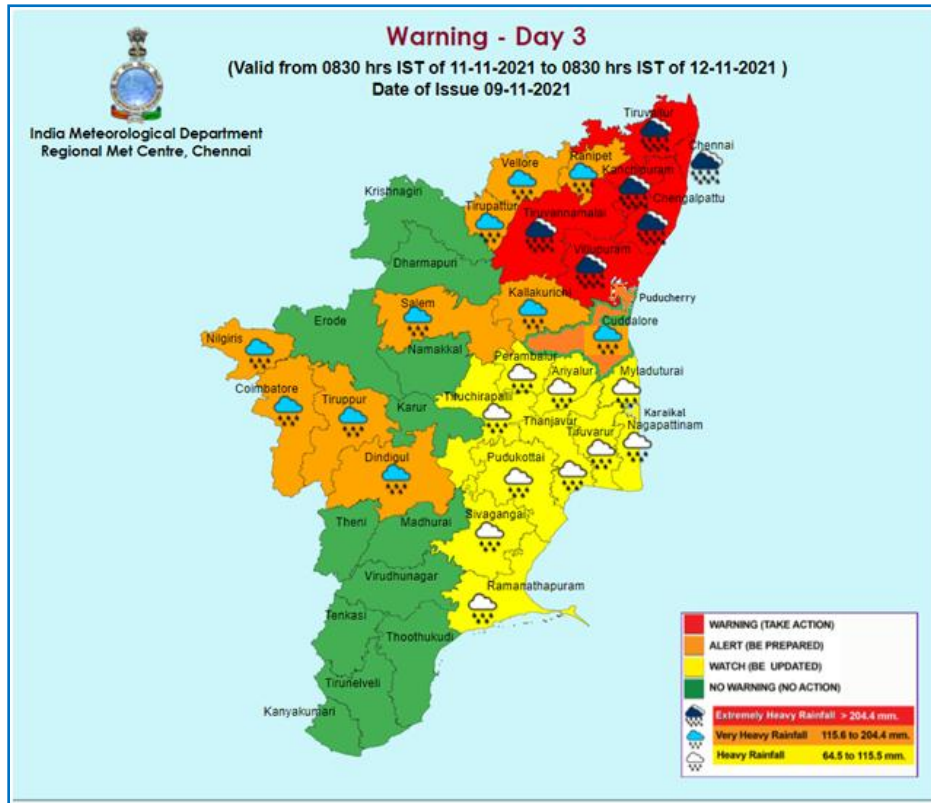 Warning - Day 3
(Valid from 0830 hrs IST of 11-11-2021 to 0830 hrs IST of 12-11-2021 )
Date of Issue 09-11-2021
India Meteorological Department
Regional Met Centre, Chennai
Tiruvallur
Chennai
Vellore
Ranipet
Kanchipuram
Krishnagiri
Tirupattur
Chengalpattu
Tiruvannamalai
Villupuram
Dharmapuri
Kallakurichi
Puducherry
Salem
Erode
Cuddalore
Nilgiris
Namakkal
Perambalur
Ariyalur
Myladuturai
Coimbatore
Tiruppur
Karur
Tiruchirapalli
Karaikal
Thanjavur
Nagapattinam
Tiruvarur
Dindigul
Pudukottai
Sivagangai
Theni
Madhurai
Virudhunagar
Ramanathapuram
Tenkasi
Thoothukudi
Tirunelveli
Kanyakumari
WARNING (TAKE ACTION)
ALERT (BE PREPARED)
WATCH (BE UPDATED)
NO WARNING (NO ACTION)
Extremely Heavy Rainfall > 204.4 mm.
Very Heavy Rainfall 115.6 to 204.4 mm.
Heavy Rainfall 64.5 to 115.5 mm.